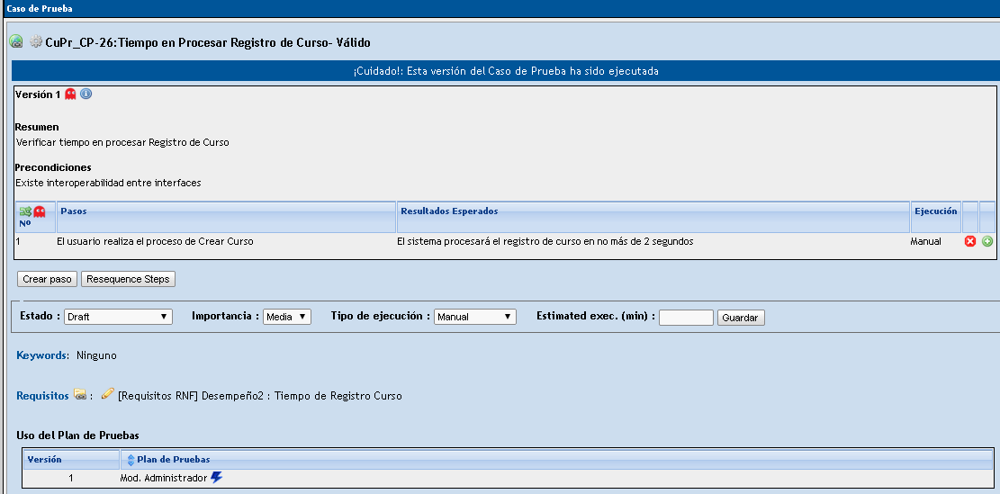 Caso de Prueba
CuPr_CP-26:Tiempo en Procesar Registro de Curso- Válido
¡Cuidado!: Esta versión del Caso de Prueba ha sido ejecutada
Versión 1
Resumen
Verificar tiempo en procesar Registro de Curso
Precondiciones
Existe interoperabilidad entre interfaces
Nº Pasos Resultados Esperados Ejecución
1 El usuario realiza el proceso de Crear Curso El sistema procesará el registro de curso en no más de 2 segundos Manual
Crear paso Resequence Steps
Estado : Draft Importancia : Media Tipo de ejecución : Manual Estimated exec. (min) : Guardar
Keywords: Ninguno
Requisitos : [Requisitos RNF] Desempeño2 : Tiempo de Registro Curso
Uso del Plan de Pruebas
Versión Plan de Pruebas
1 Mod. Administrador